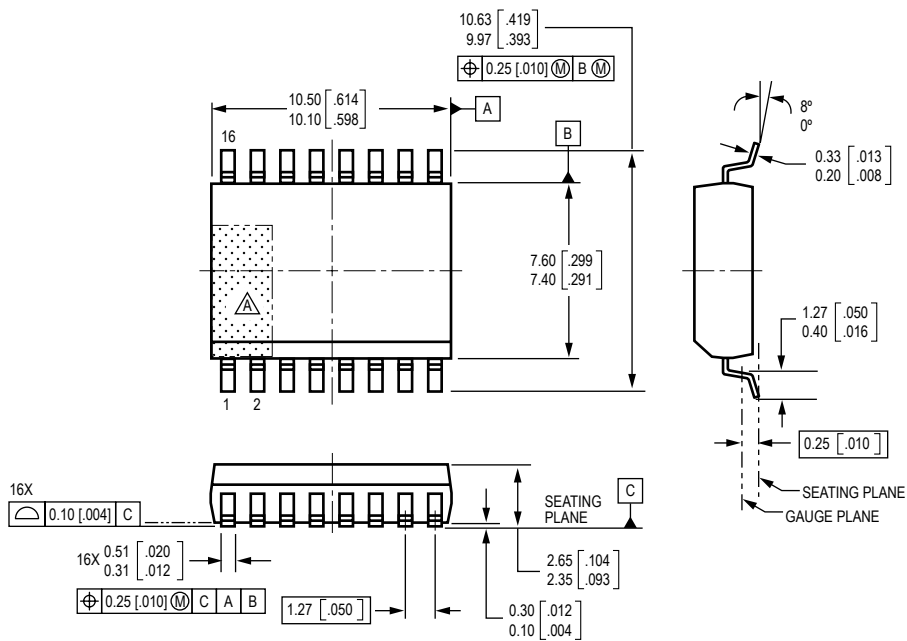 10.63 [.419]
9.97 [.393]
⌖ 0.25 [.010] Ⓜ B Ⓜ
10.50 [.614]
10.10 [.598]
A
16
B
8º
0º
0.33 [.013]
0.20 [.008]
7.60 [.299]
7.40 [.291]
A
1.27 [.050]
0.40 [.016]
1 2
0.25 [.010]
16X
⌓ 0.10 [.004] C
SEATING
PLANE
C
SEATING PLANE
GAUGE PLANE
16X 0.51 [.020]
0.31 [.012]
2.65 [.104]
2.35 [.093]
⌖ 0.25 [.010] Ⓜ C A B
1.27 [.050]
0.30 [.012]
0.10 [.004]